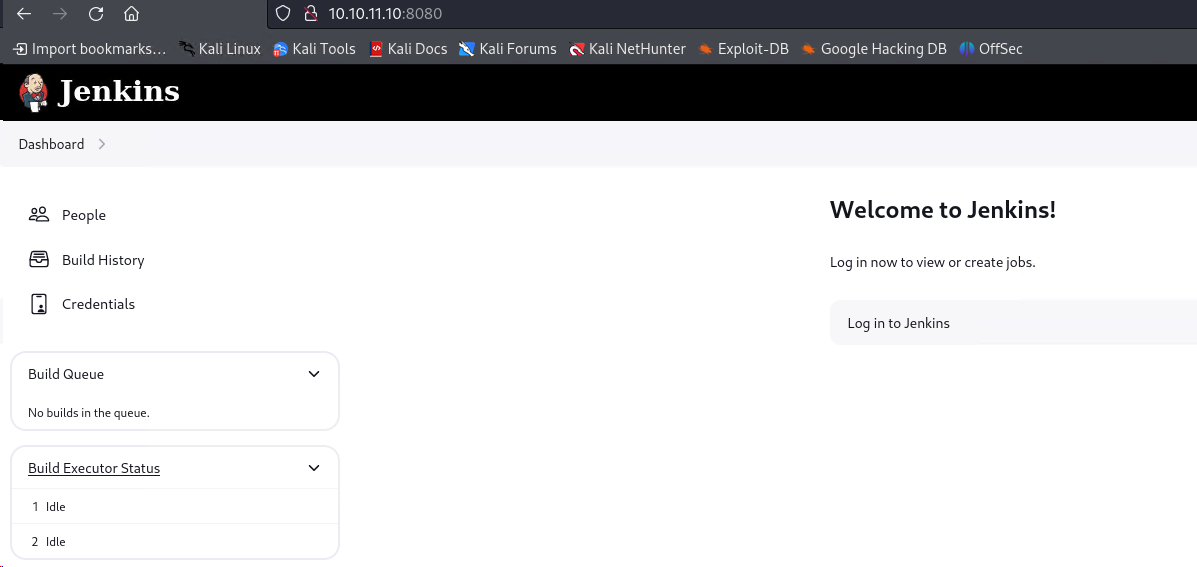 10.10.11.10:8080
Import bookmarks... Kali Linux Kali Tools Kali Docs Kali Forums Kali NetHunter Exploit-DB Google Hacking DB OffSec
Jenkins
Dashboard
People
Build History
Credentials
Build Queue
No builds in the queue.
Build Executor Status
1 Idle
2 Idle
Welcome to Jenkins!
Log in now to view or create jobs.
Log in to Jenkins